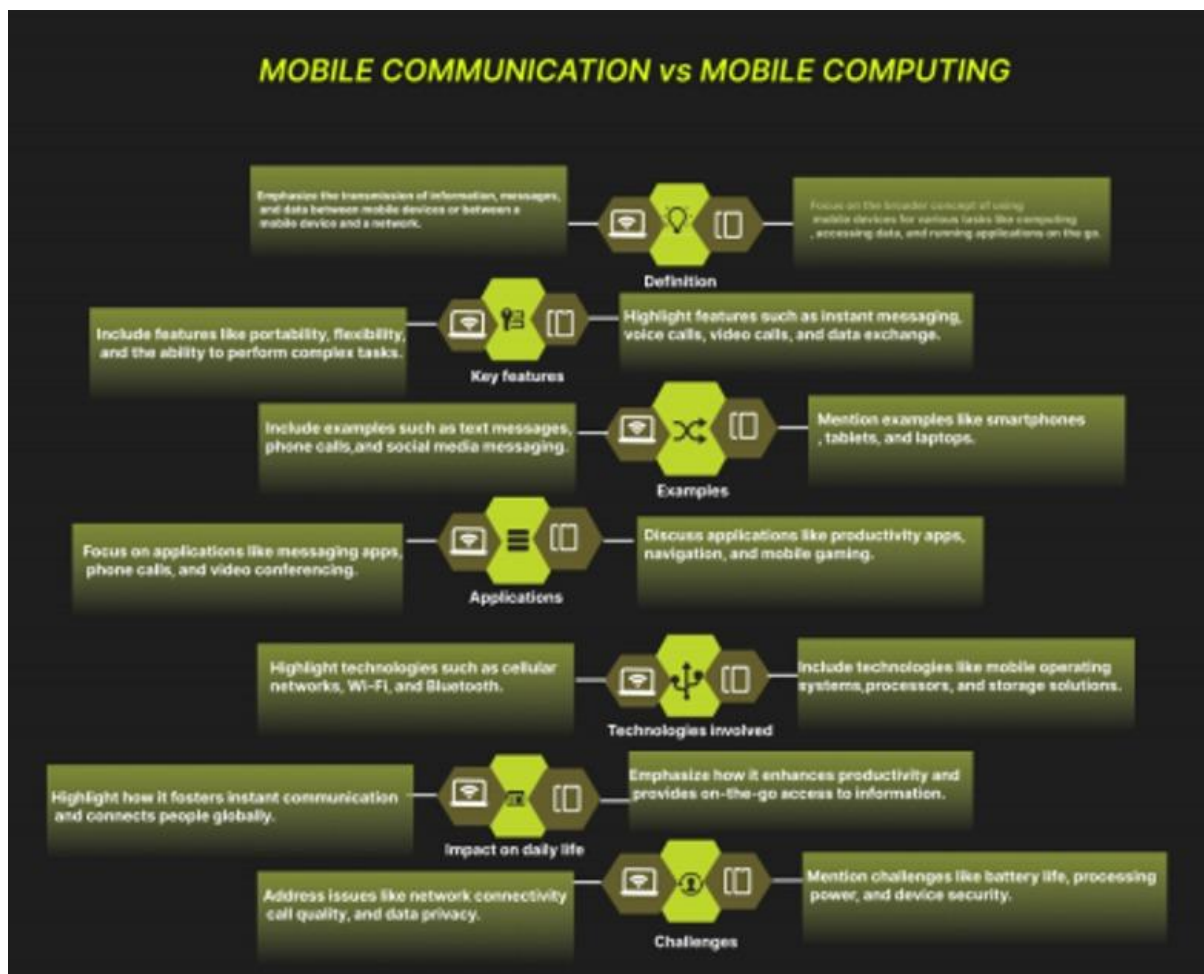 MOBILE COMMUNICATION vs MOBILE COMPUTING
Emphasize the transmission of information, messages,
and data between mobile devices or between a
mobile device and a network.
Focus on the broader concept of using
mobile devices for various tasks like computing
, accessing data, and running applications on the go.
Definition
Include features like portability, flexibility,
and the ability to perform complex tasks.
Highlight features such as instant messaging,
voice calls, video calls, and data exchange.
Key features
Include examples such as text messages,
phone calls,and social media messaging.
Mention examples like smartphones
, tablets, and laptops.
Examples
Focus on applications like messaging apps,
phone calls, and video conferencing.
Discuss applications like productivity apps,
navigation, and mobile gaming.
Applications
Highlight technologies such as cellular
networks, Wi-Fi, and Bluetooth.
Include technologies like mobile operating
systems,processors, and storage solutions.
Technologies involved
Highlight how it fosters instant communication
and connects people globally.
Emphasize how it enhances productivity and
provides on-the-go access to information.
Impact on daily life
Address issues like network connectivity
call quality, and data privacy.
Mention challenges like battery life, processing
power, and device security.
Challenges